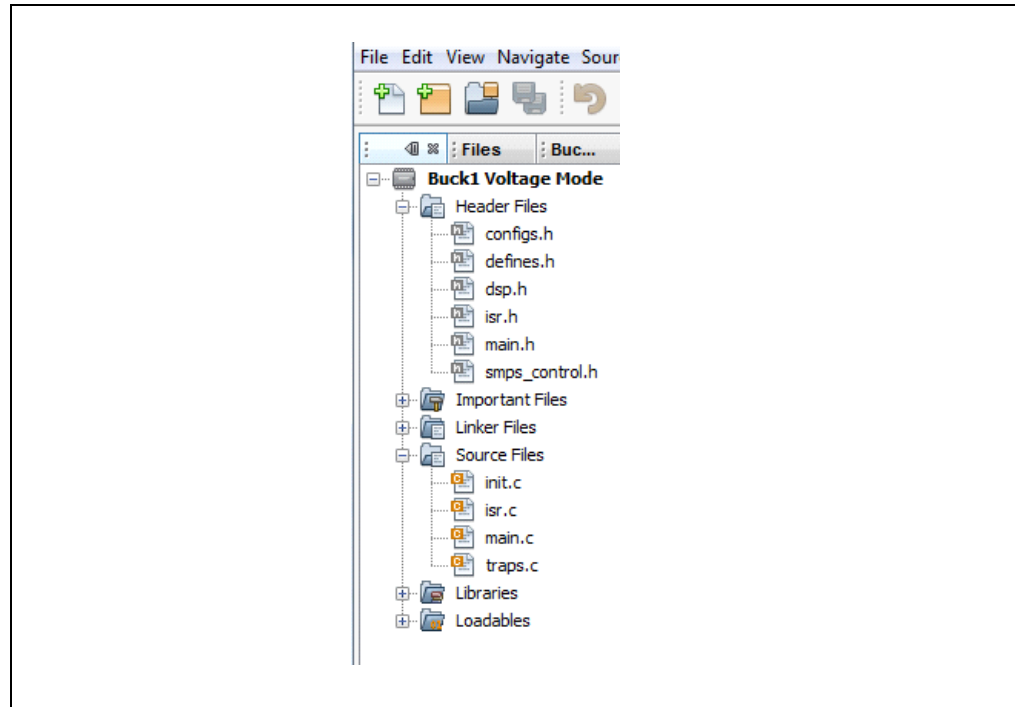 File Edit View Navigate Sour
Files Buc...
Buck1 Voltage Mode
Header Files
configs.h
defines.h
dsp.h
isr.h
main.h
smps_control.h
Important Files
Linker Files
Source Files
init.c
isr.c
main.c
traps.c
Libraries
Loadables